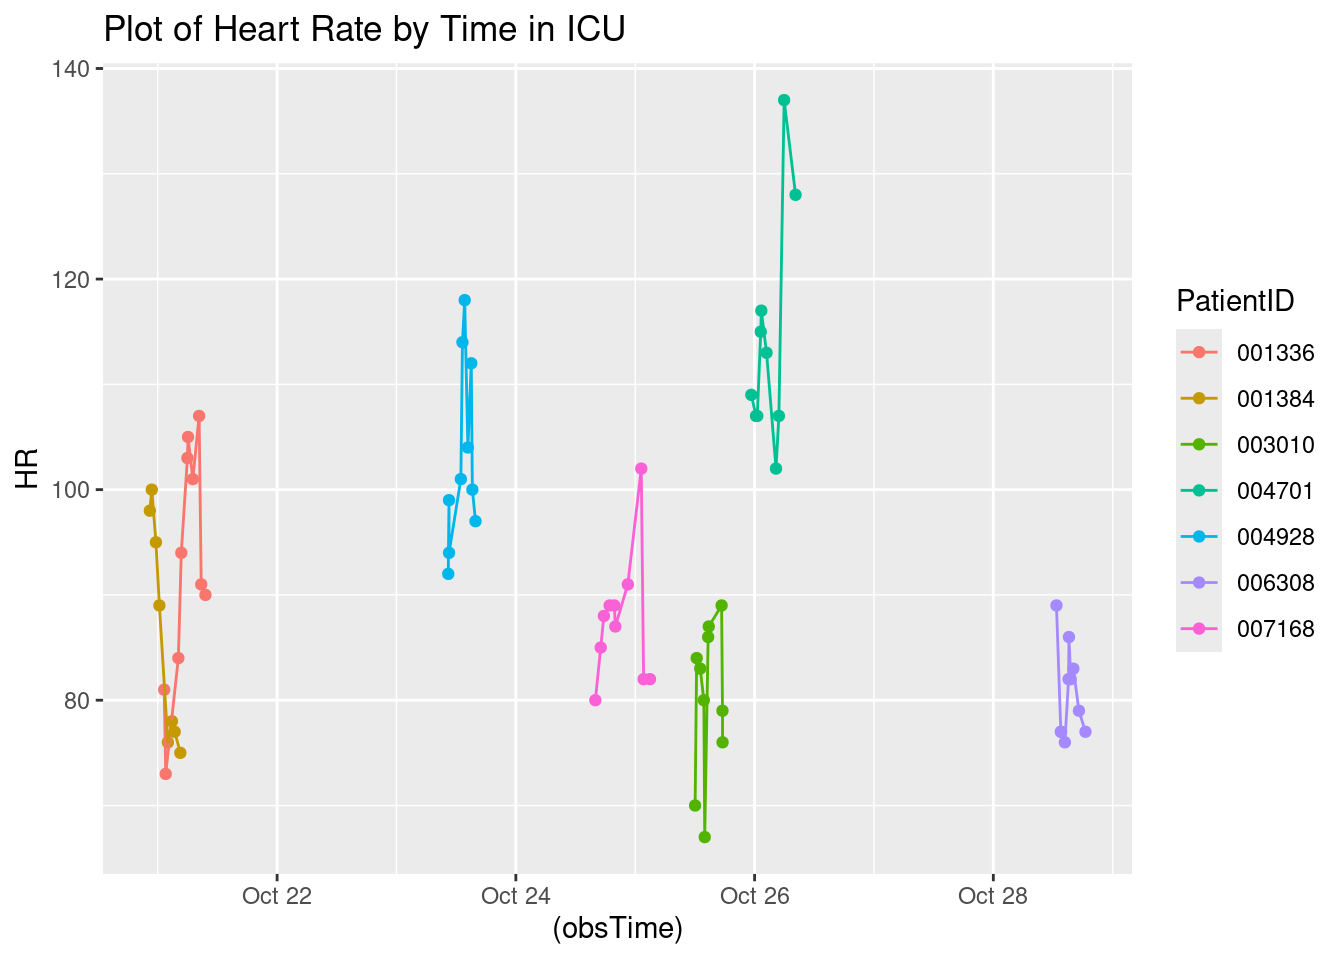 Plot of Heart Rate by Time in ICU
140
120
100
80
HR
Oct 22
Oct 24
Oct 26
Oct 28
(obsTime)
PatientID
001336
001384
003010
004701
004928
006308
007168